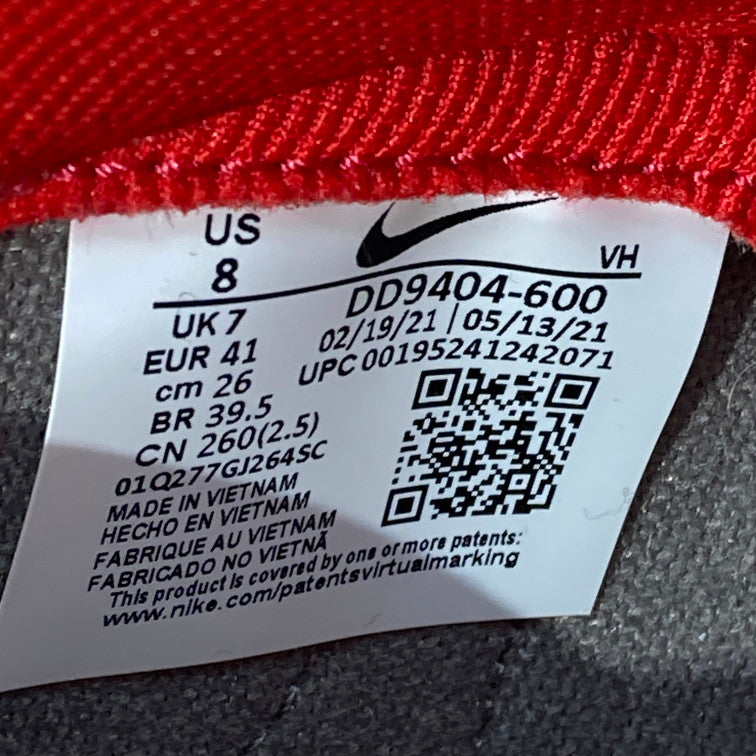 US
8
VH
DD9404-600
02/19/21 | 05/13/21
UPC 00195241242071
UK 7
EUR 41
cm 26
BR 39.5
CN 260(2.5)
01Q277GJ264SC
MADE IN VIETNAM
HECHO EN VIETNAM
FABRIQUE AU VIETNAM
FABRICADO NO VIETNÃ
This product is covered by one or more patents:
www.nike.com/patentsvirtualmarking